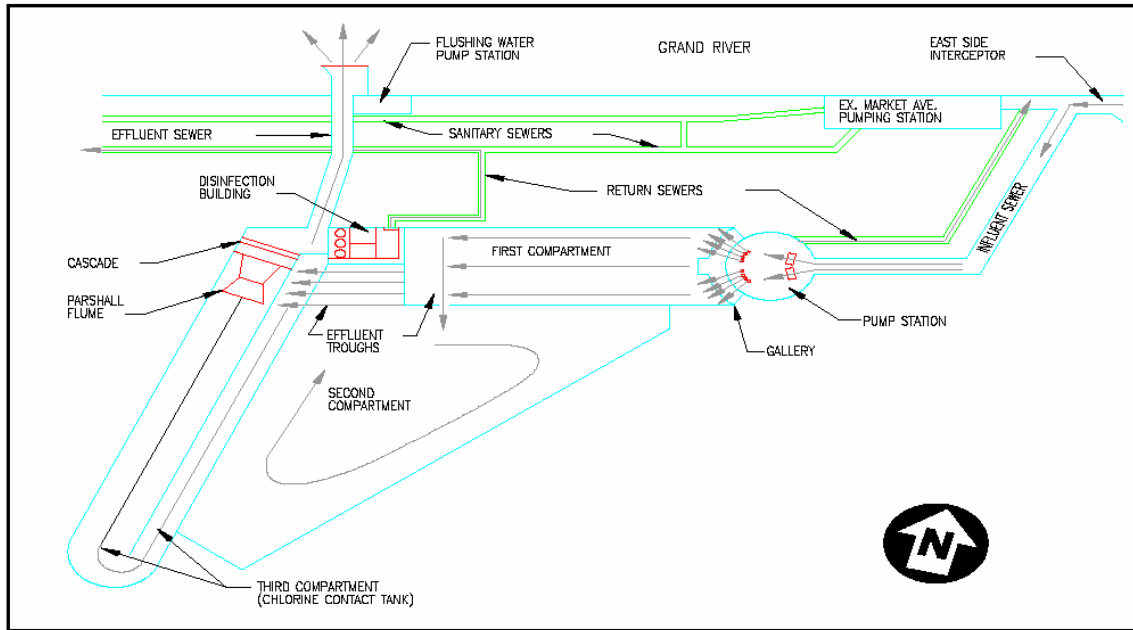 FLUSHING WATER
PUMP STATION
GRAND RIVER
EAST SIDE
INTERCEPTOR
EX. MARKET AVE.
PUMPING STATION
EFFLUENT SEWER
SANITARY SEWERS
DISINFECTION
BUILDING
RETURN SEWERS
INFLUENT SEWER
FIRST COMPARTMENT
CASCADE
PARSHALL
FLUME
PUMP STATION
EFFLUENT
TROUGHS
GALLERY
SECOND
COMPARTMENT
N
THIRD COMPARTMENT
(CHLORINE CONTACT TANK)